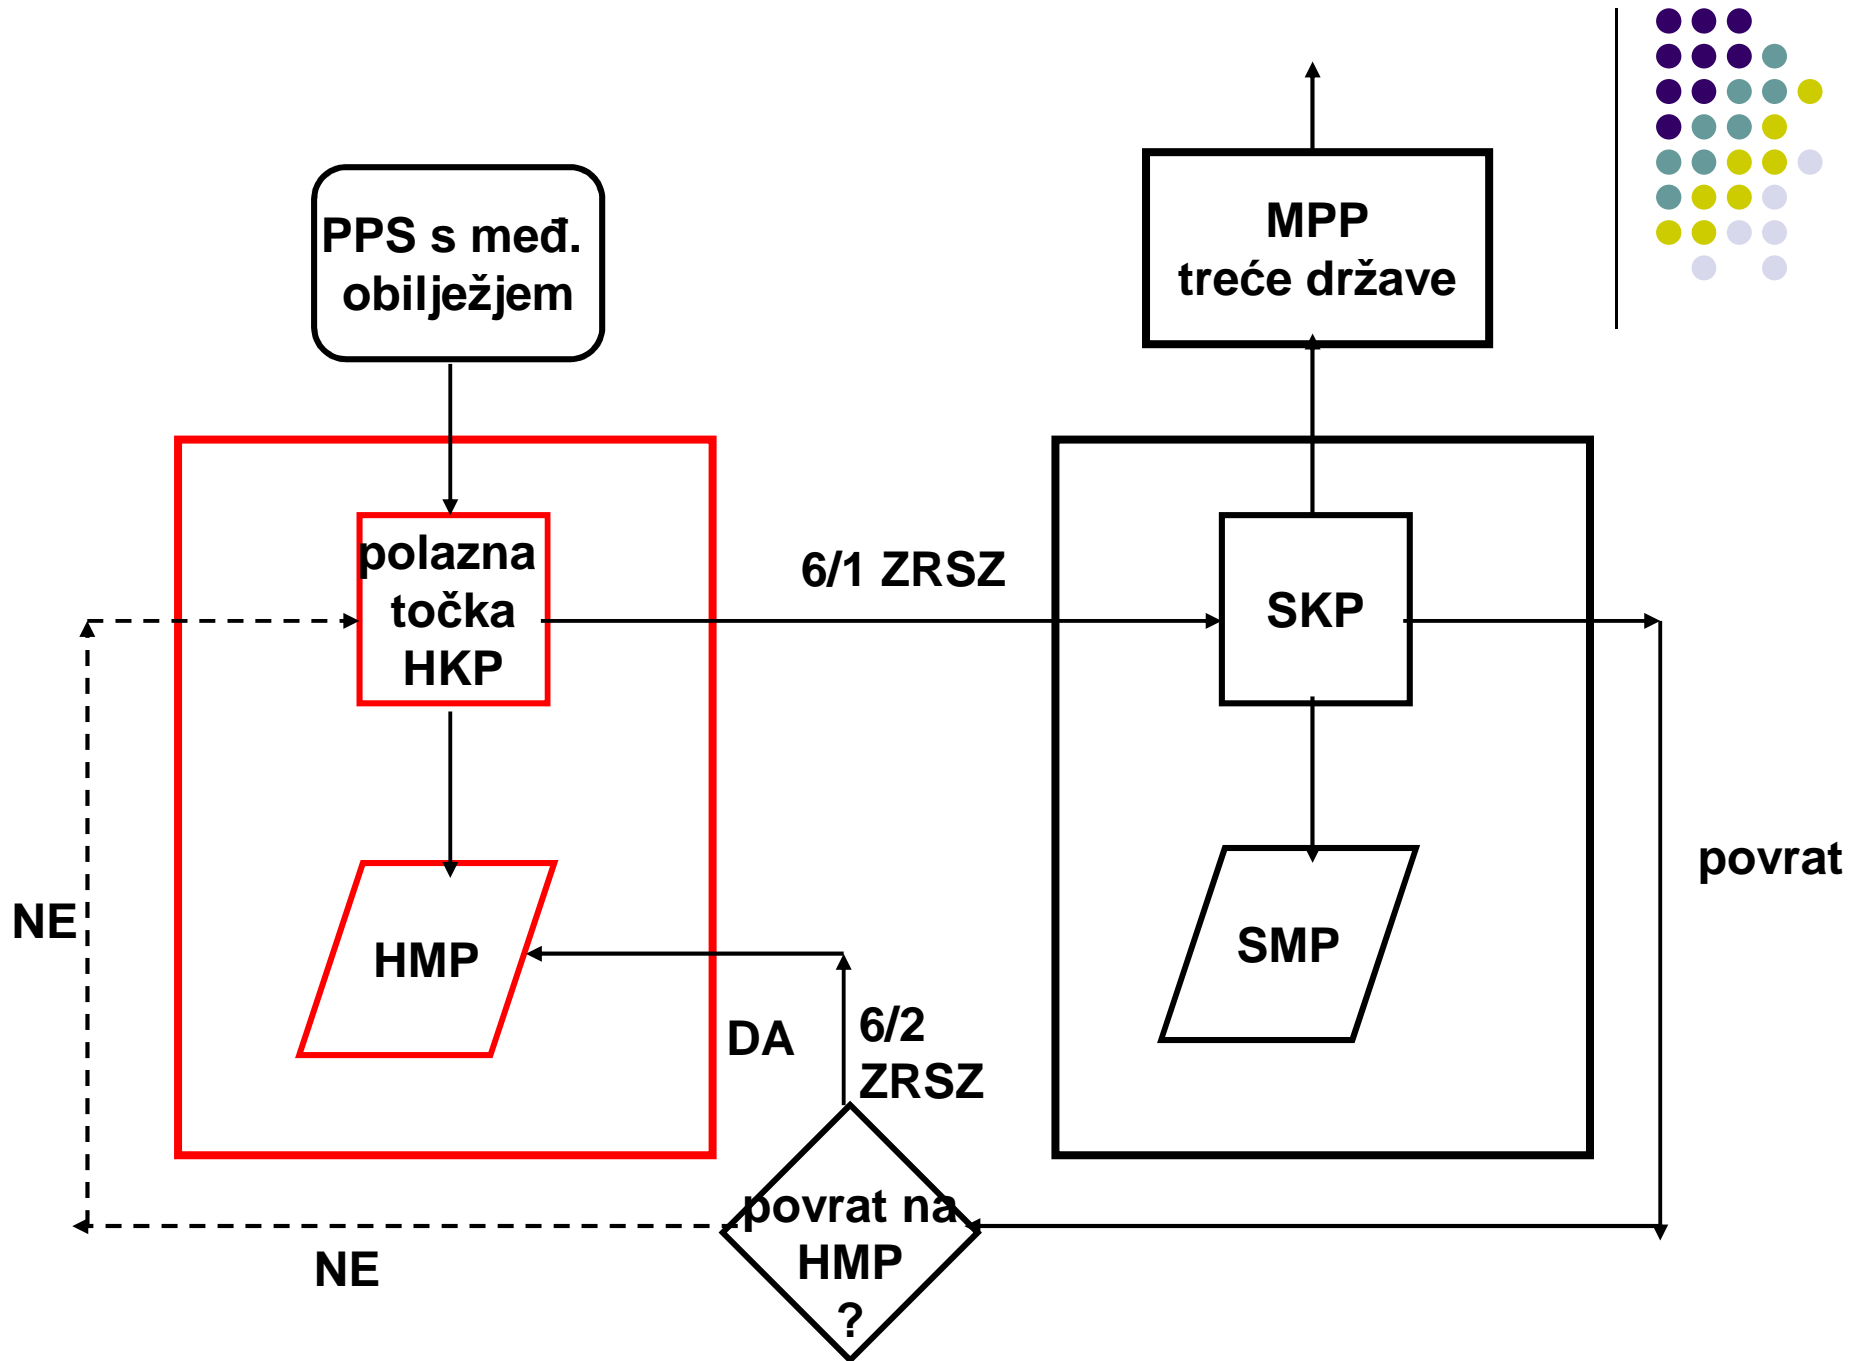 PPS s međ.
obilježjem
MPP
treće države
polazna
točka
HKP
6/1 ZRSZ
SKP
povrat
NE
HMP
SMP
DA
6/2
ZRSZ
povrat na
HMP
?
NE